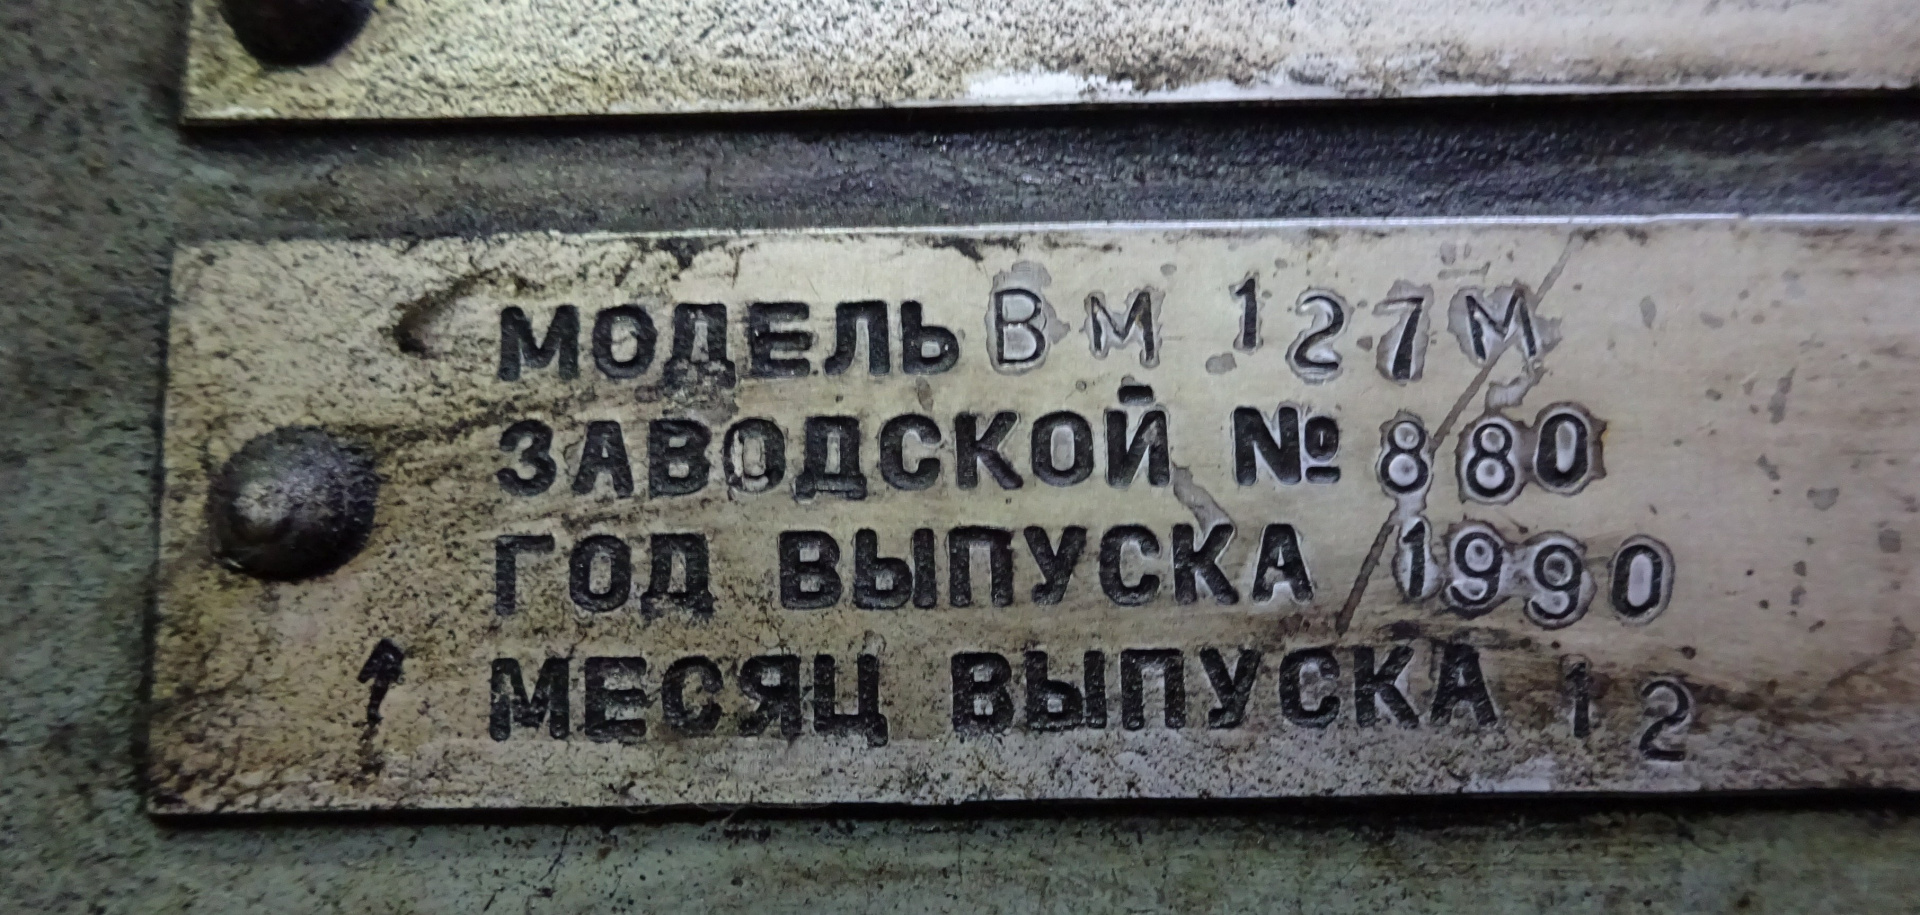 МОДЕЛЬ ВМ 127М
ЗАВОДСКОЙ № 880
ГОД ВЫПУСКА 1990
МЕСЯЦ ВЫПУСКА 12